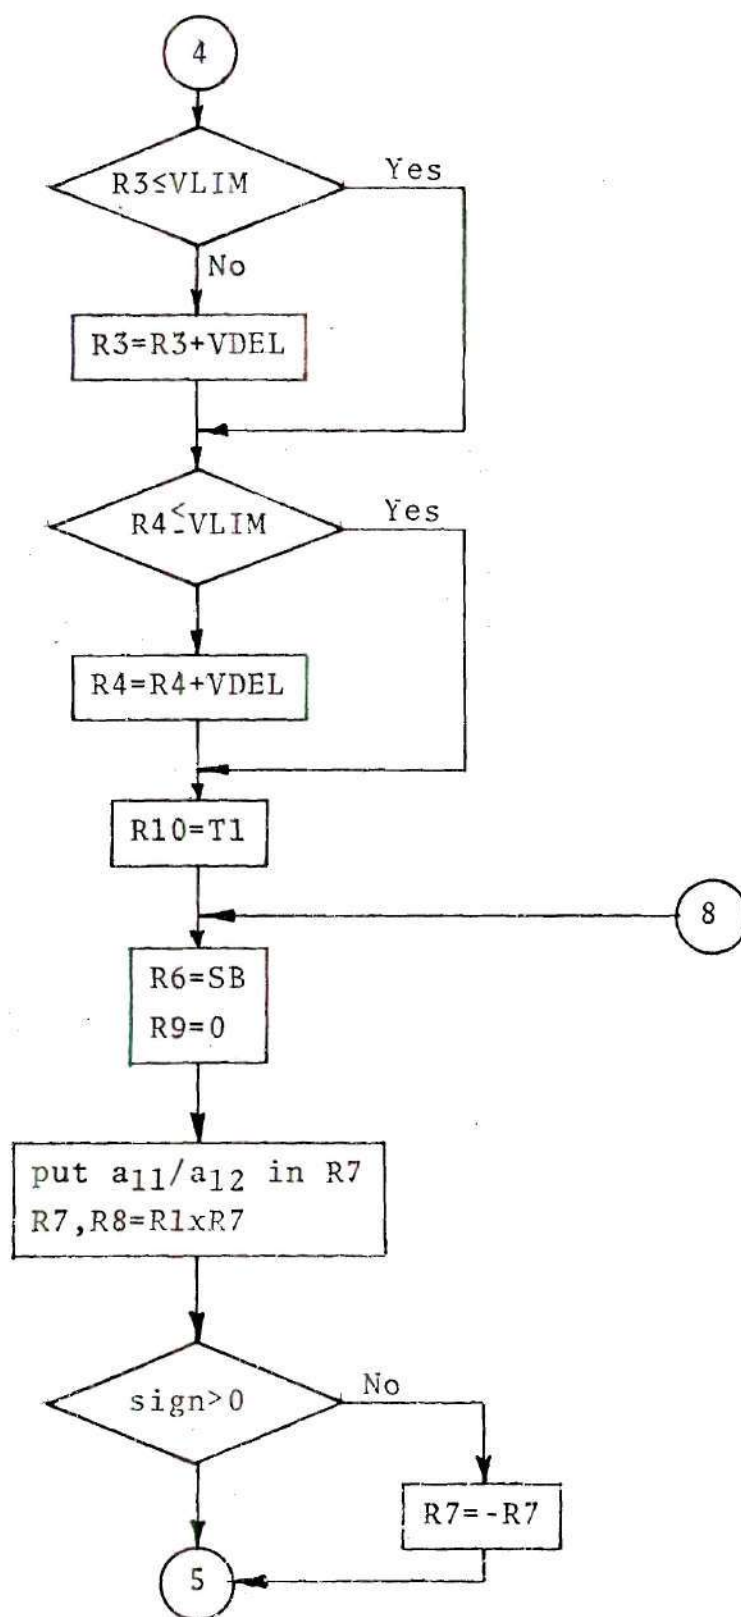 4
R3≤VLIM
Yes
No
R3=R3+VDEL
R4≤VLIM
Yes
R4=R4+VDEL
R10=T1
8
R6=SB
R9=0
put a11/a12 in R7
R7,R8=R1xR7
sign>0
No
R7=-R7
5